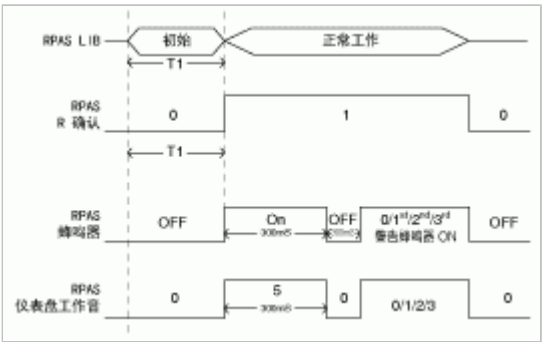 RPAS LIB 初始 正常工作
T1
RPAS
R 确认 0 1 0
T1
RPAS
蜂鸣器 OFF On 300mS OFF 0/1st/2nd/3rd
警告蜂鸣器 ON OFF
RPAS
仪表盘工作音 0 5 300mS 0 0/1/2/3 0